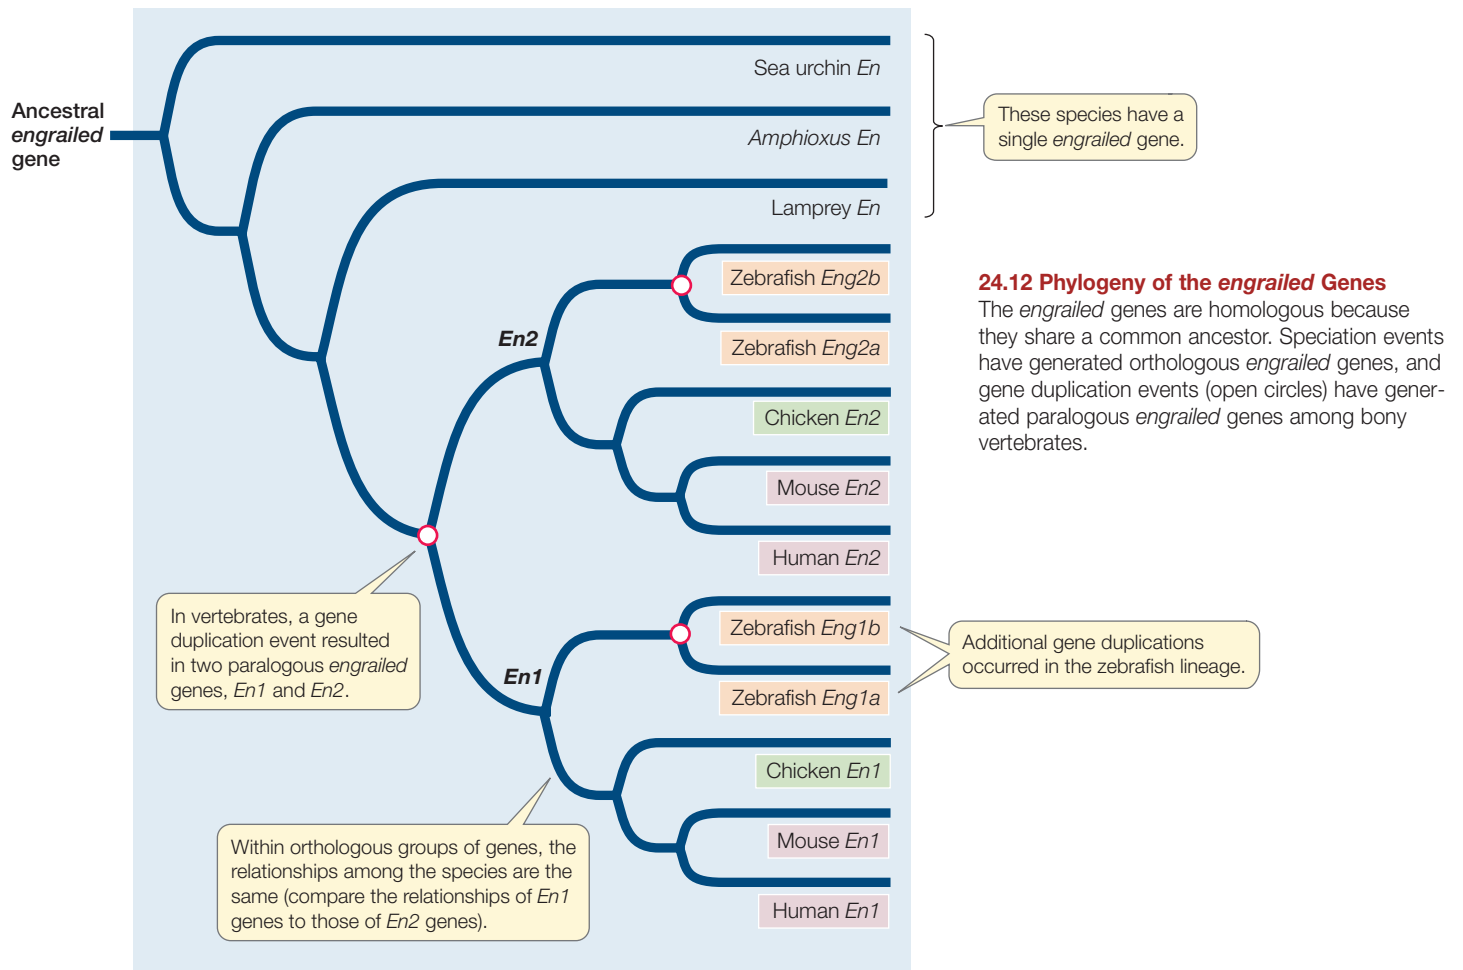 Sea urchin En
Ancestral
engrailed
gene
Amphioxus En
These species have a
single engrailed gene.
Lamprey En
Zebrafish Eng2b
En2
Zebrafish Eng2a
Chicken En2
Mouse En2
Human En2
24.12 Phylogeny of the engrailed Genes
The engrailed genes are homologous because
they share a common ancestor. Speciation events
have generated orthologous engrailed genes, and
gene duplication events (open circles) have gener-
ated paralogous engrailed genes among bony
vertebrates.
In vertebrates, a gene
duplication event resulted
in two paralogous engrailed
genes, En1 and En2.
Zebrafish Eng1b
En1
Zebrafish Eng1a
Additional gene duplications
occurred in the zebrafish lineage.
Chicken En1
Mouse En1
Human En1
Within orthologous groups of genes, the
relationships among the species are the
same (compare the relationships of En1
genes to those of En2 genes).